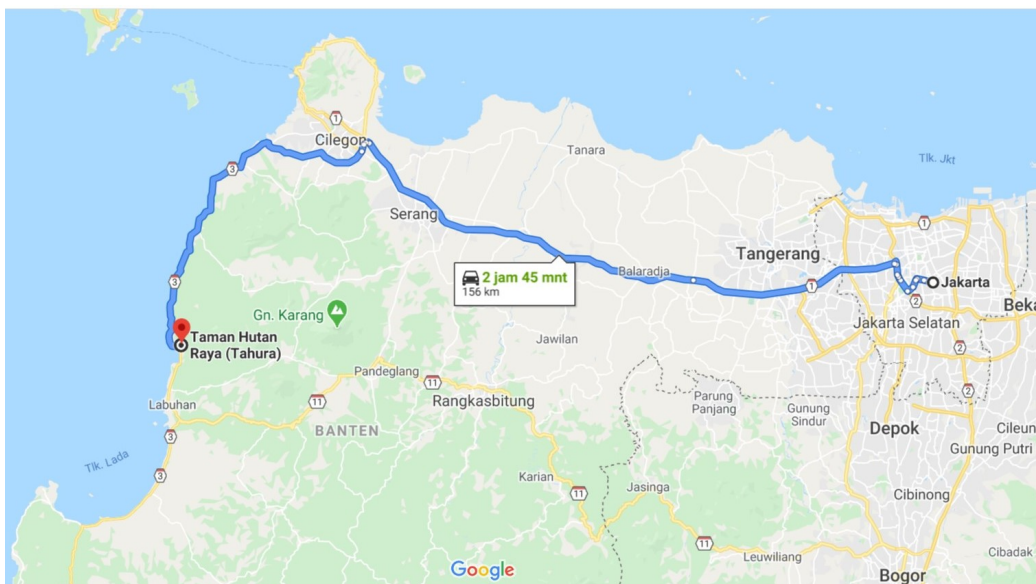 1
Cilegon
3
Tanara
Tlk. Jkt
Serang
1
Tangerang
2 jam 45 mnt
156 km
Balaradja
1
Jakarta
2
Beka
3
Gn. Karang
Jakarta Selatan
Taman Hutan
Raya (Tahura)
Jawilan
2
Pandeglang
11
Rangkasbitung
Parung
Panjang
2
Labuhan
11
BANTEN
Gunung
Sindur
Depok
Cileun
Gunung Putri
3
Tlk. Lada
3
Karian
11
Jasinga
Cibinong
11
Leuwiliang
Cibadak
Google
Bogor